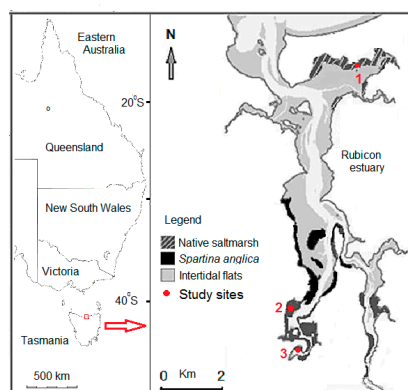 Eastern
Australia
20°S
Queensland
New South Wales
Victoria
40°S
Tasmania
500 km
N
1
Rubicon
estuary
Legend
Native saltmarsh
Spartina anglica
Intertidal flats
Study sites
2
3
0 Km 2